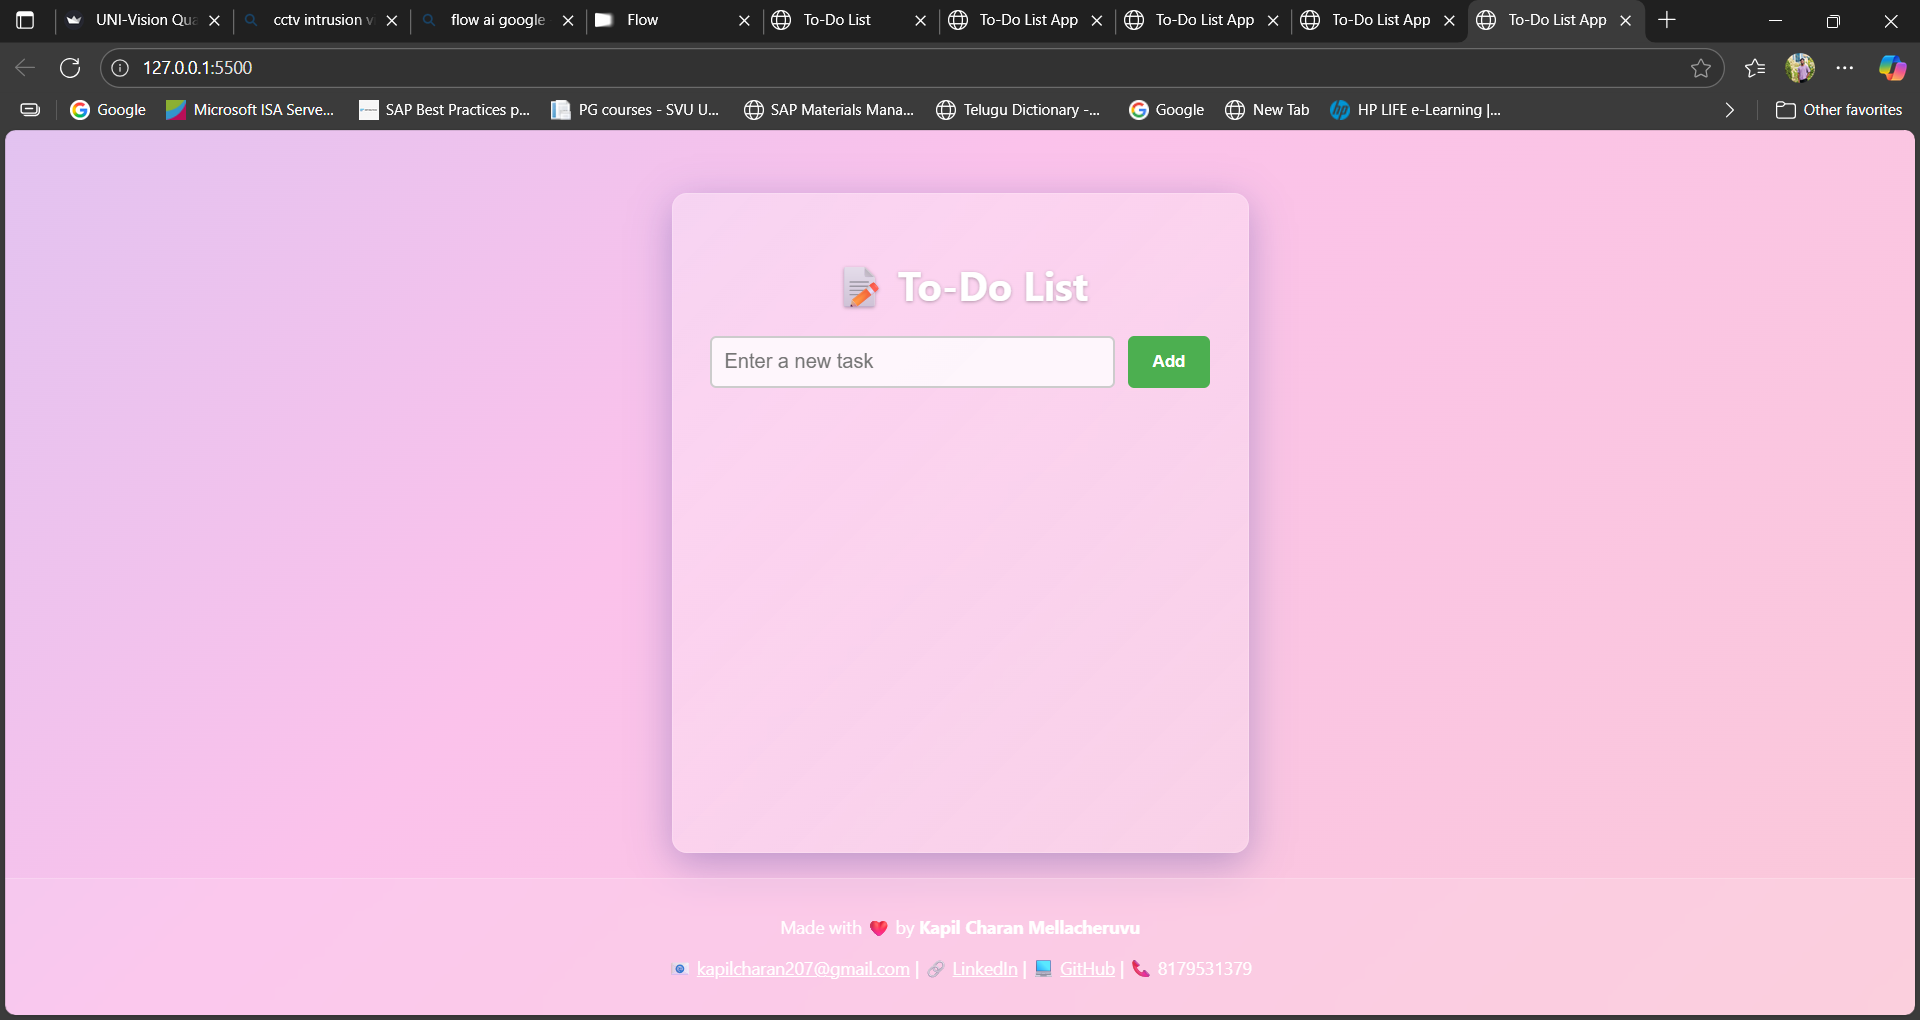 UNI-Vision Qua
cctv intrusion v
flow ai google
Flow
To-Do List
To-Do List App
To-Do List App
To-Do List App
To-Do List App
127.0.0.1:5500
Google
Microsoft ISA Serve...
SAP Best Practices p...
PG courses - SVU U...
SAP Materials Mana...
Telugu Dictionary -...
Google
New Tab
HP LIFE e-Learning |...
Other favorites
To-Do List
Enter a new task
Add
Made with ❤️ by Kapil Charan Mellacheruvu
📧 kapilcharan207@gmail.com | 🔗 LinkedIn | 💻 GitHub | 📞 8179531379